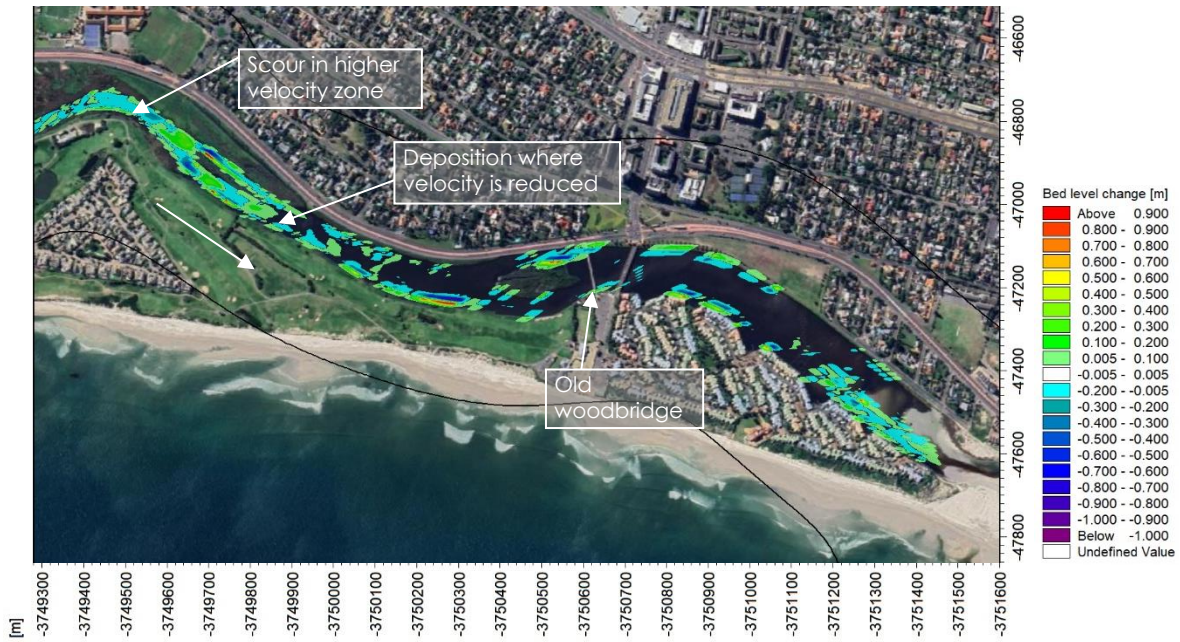 Scour in higher
velocity zone
Deposition where
velocity is reduced
Old
woodbridge
-46600
-46800
-47000
-47200
-47400
-47600
-47800
Bed level change [m]
Above 0.900
0.800 - 0.900
0.700 - 0.800
0.600 - 0.700
0.500 - 0.600
0.400 - 0.500
0.300 - 0.400
0.200 - 0.300
0.100 - 0.200
0.005 - 0.100
-0.005 - 0.005
-0.200 - -0.005
-0.300 - -0.200
-0.400 - -0.300
-0.500 - -0.400
-0.600 - -0.500
-0.700 - -0.600
-0.800 - -0.700
-0.900 - -0.800
-1.000 - -0.900
Below -1.000
Undefined Value
[m]
-3749300
-3749400
-3749500
-3749600
-3749700
-3749800
-3749900
-3750000
-3750100
-3750200
-3750300
-3750400
-3750500
-3750600
-3750700
-3750800
-3750900
-3751000
-3751100
-3751200
-3751300
-3751400
-3751500
-3751600